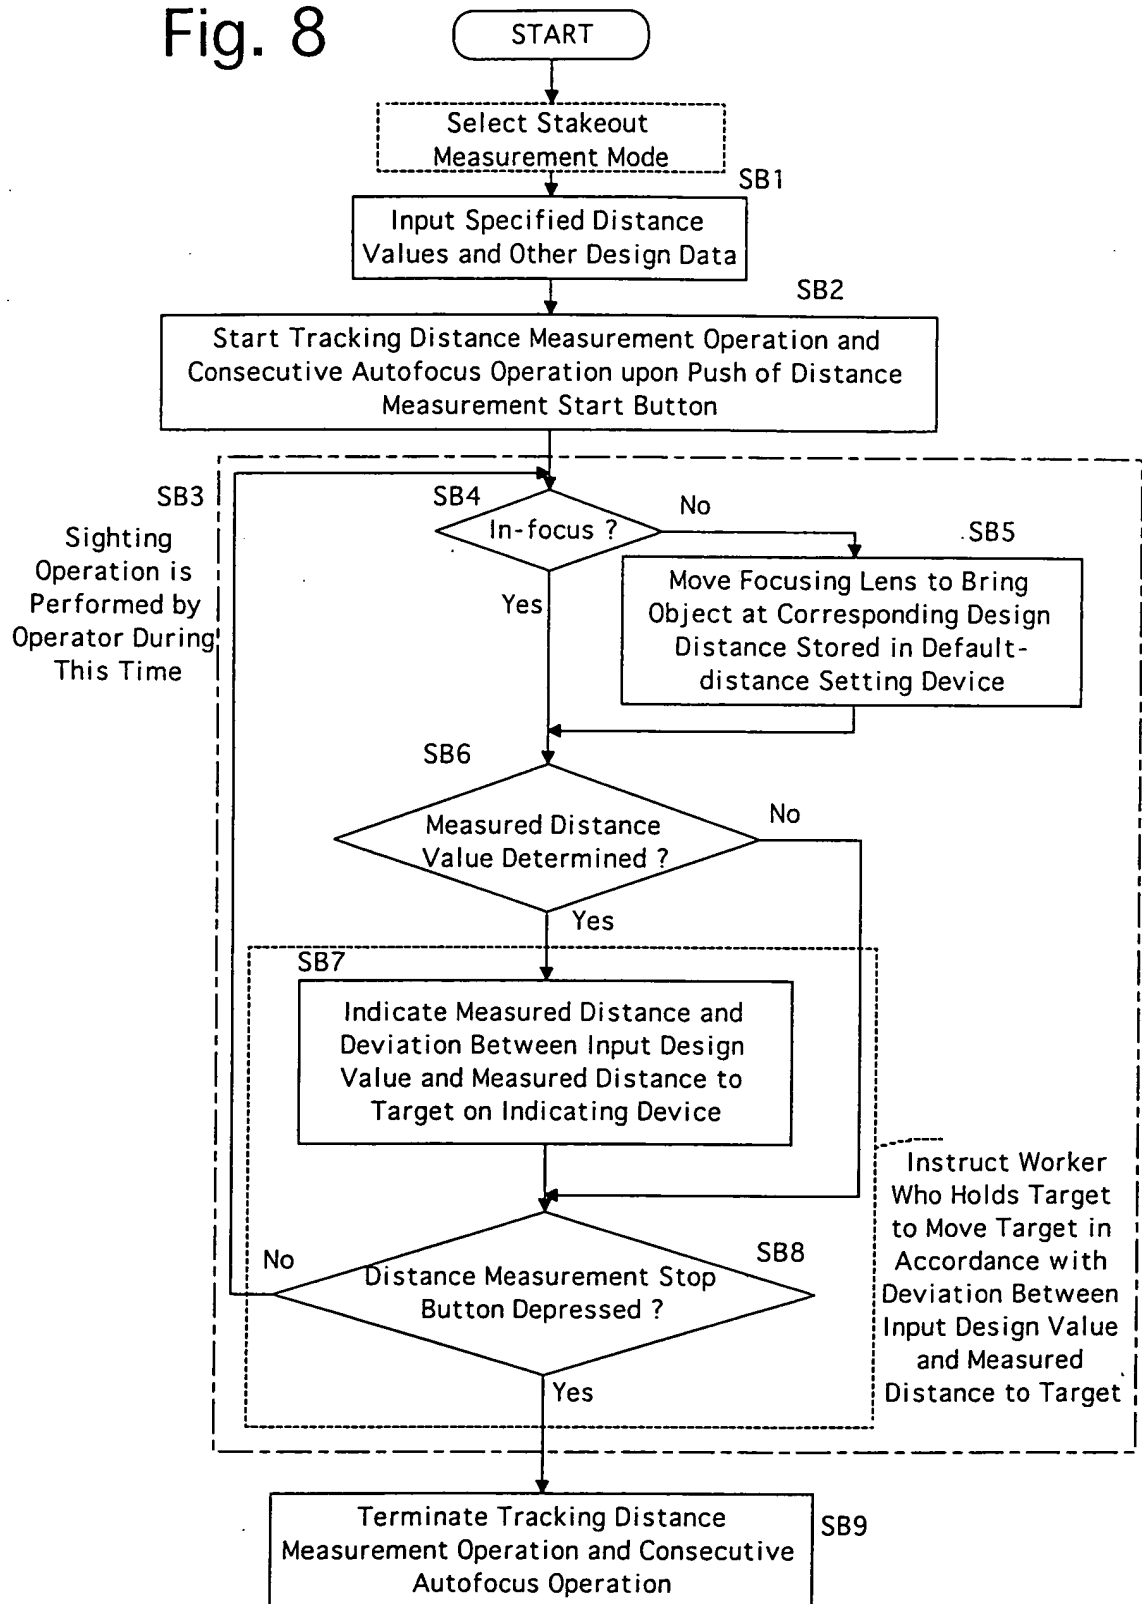 Fig. 8
START
Select Stakeout
Measurement Mode
SB1
Input Specified Distance
Values and Other Design Data
SB2
Start Tracking Distance Measurement Operation and
Consecutive Autofocus Operation upon Push of Distance
Measurement Start Button
SB3
Sighting
Operation is
Performed by
Operator During
This Time
SB4
In-focus ?
No
Yes
SB5
Move Focusing Lens to Bring
Object at Corresponding Design
Distance Stored in Default-
distance Setting Device
SB6
Measured Distance
Value Determined ?
No
Yes
SB7
Indicate Measured Distance and
Deviation Between Input Design
Value and Measured Distance to
Target on Indicating Device
Instruct Worker
Who Holds Target
to Move Target in
Accordance with
Deviation Between
Input Design Value
and Measured
Distance to Target
No
SB8
Distance Measurement Stop
Button Depressed ?
Yes
Terminate Tracking Distance
Measurement Operation and Consecutive
Autofocus Operation
SB9